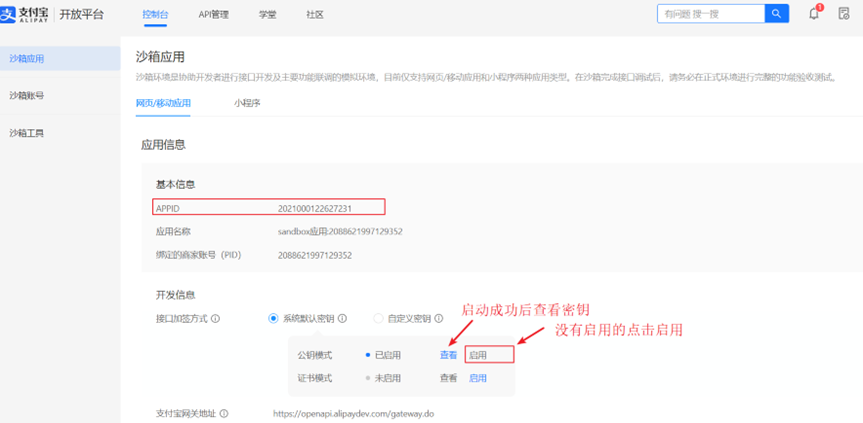 支付宝 ALIPAY 开放平台 控制台 API管理 学堂 社区 有问题 搜一搜 1
沙箱应用
沙箱账号
沙箱工具
沙箱应用
沙箱环境是协助开发者进行接口开发及主要功能联调的模拟环境，目前仅支持网页/移动应用和小程序两种应用类型。在沙箱完成接口调试后，请务必在正式环境进行完整的功能验收测试。
网页/移动应用 小程序
应用信息
基本信息
APPID 2021000122627231
应用名称 sandbox应用:2088621997129352
绑定的商家账号（PID） 2088621997129352
开发信息
接口加签方式 系统默认密钥 自定义密钥
启动成功后查看密钥
没有启用的点击启用
公钥模式 已启用 查看 启用
证书模式 未启用 查看 启用
支付宝网关地址 https://openapi.alipaydev.com/gateway.do